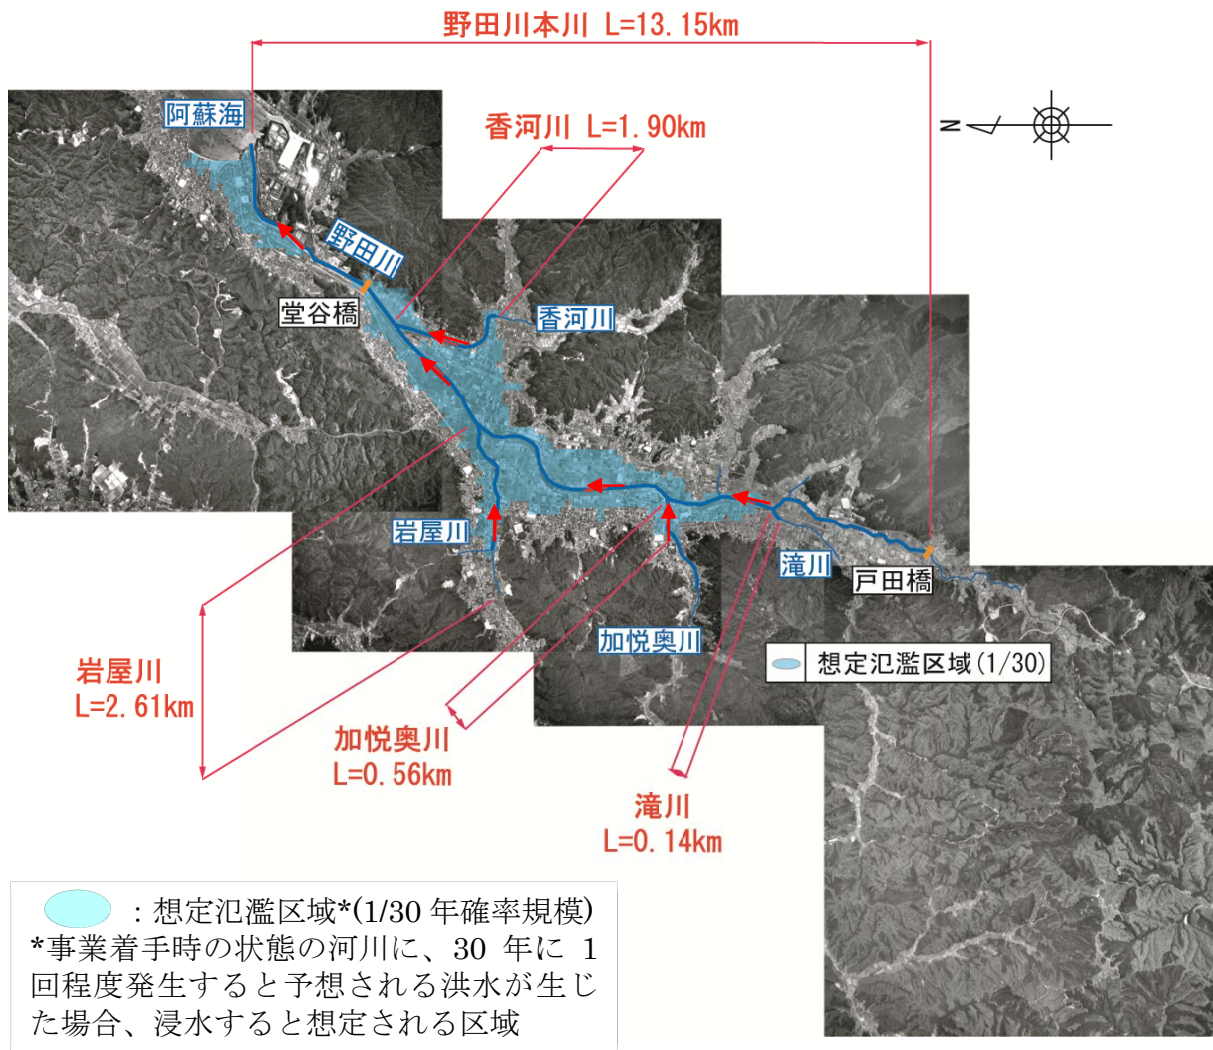 野田川本川 L=13.15km
阿蘇海
香河川 L=1.90km
N
野田川
堂谷橋
香河川
岩屋川
滝川
戸田橋
加悦奥川
想定氾濫区域(1/30)
岩屋川
L=2.61km
加悦奥川
L=0.56km
滝川
L=0.14km
:想定氾濫区域*(1/30 年確率規模)
*事業着手時の状態の河川に、30 年に 1
回程度発生すると予想される洪水が生じ
た場合、浸水すると想定される区域